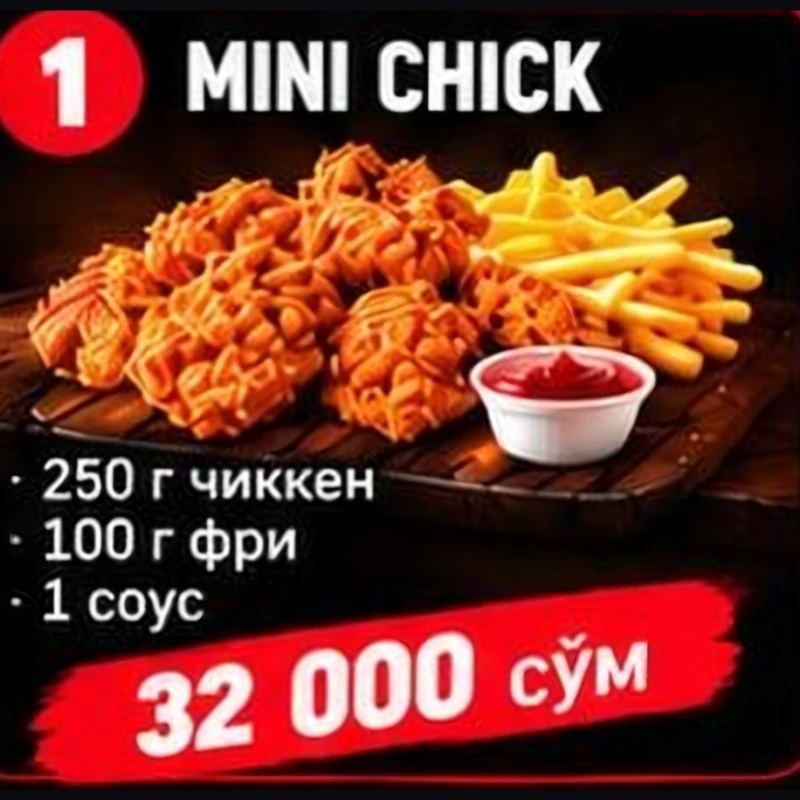 1
MINI CHICK
· 250 г чиккен
· 100 г фри
· 1 соус
32 000 сўм